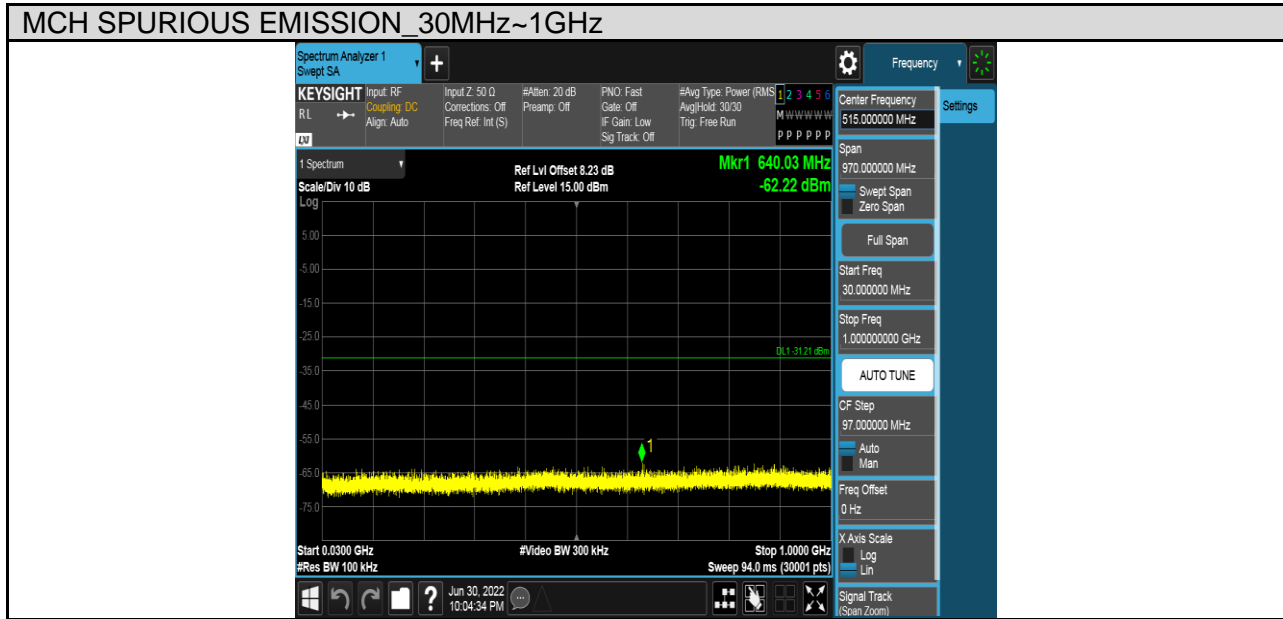 MCH SPURIOUS EMISSION_30MHz~1GHz
Spectrum Analyzer 1
Swept SA
+
Frequency
KEYSIGHT
RL
LXI
Input: RF
Coupling: DC
Align: Auto
Input Z: 50 Ω
Corrections: Off
Freq Ref: Int (S)
#Atten: 20 dB
Preamp: Off
PNO: Fast
Gate: Off
IF Gain: Low
Sig Track: Off
#Avg Type: Power (RMS
Avg|Hold: 30/30
Trig: Free Run
1 2 3 4 5 6
M W W W W W
P P P P P P
1 Spectrum
Scale/Div 10 dB
Log
Ref Lvl Offset 8.23 dB
Ref Level 15.00 dBm
Mkr1 640.03 MHz
-62.22 dBm
5.00
-5.00
-15.0
-25.0
DL1 -31.21 dBm
-35.0
-45.0
-55.0
1
-65.0
-75.0
Start 0.0300 GHz
#Res BW 100 kHz
#Video BW 300 kHz
Stop 1.0000 GHz
Sweep 94.0 ms (30001 pts)
?
Jun 30, 2022
10:04:34 PM
Center Frequency
515.000000 MHz
Settings
Span
970.000000 MHz
Swept Span
Zero Span
Full Span
Start Freq
30.000000 MHz
Stop Freq
1.000000000 GHz
AUTO TUNE
CF Step
97.000000 MHz
Auto
Man
Freq Offset
0 Hz
X Axis Scale
Log
Lin
Signal Track
(Span Zoom)